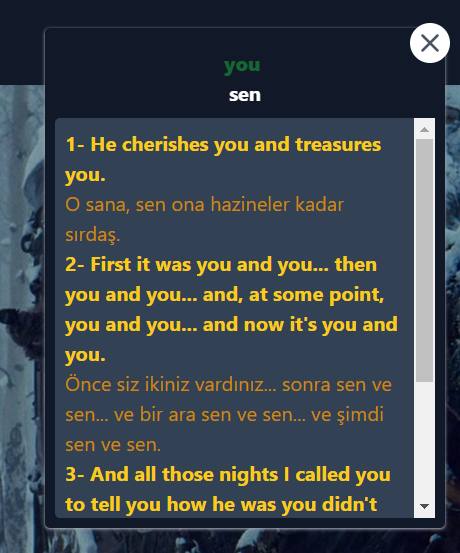 you
sen
1- He cherishes you and treasures
you.
O sana, sen ona hazineler kadar
sırdaş.
2- First it was you and you... then
you and you... and, at some point,
you and you... and now it's you and
you.
Önce siz ikiniz vardınız... sonra sen ve
sen... ve bir ara sen ve sen... ve şimdi
sen ve sen.
3- And all those nights I called you
to tell you how he was you didn't